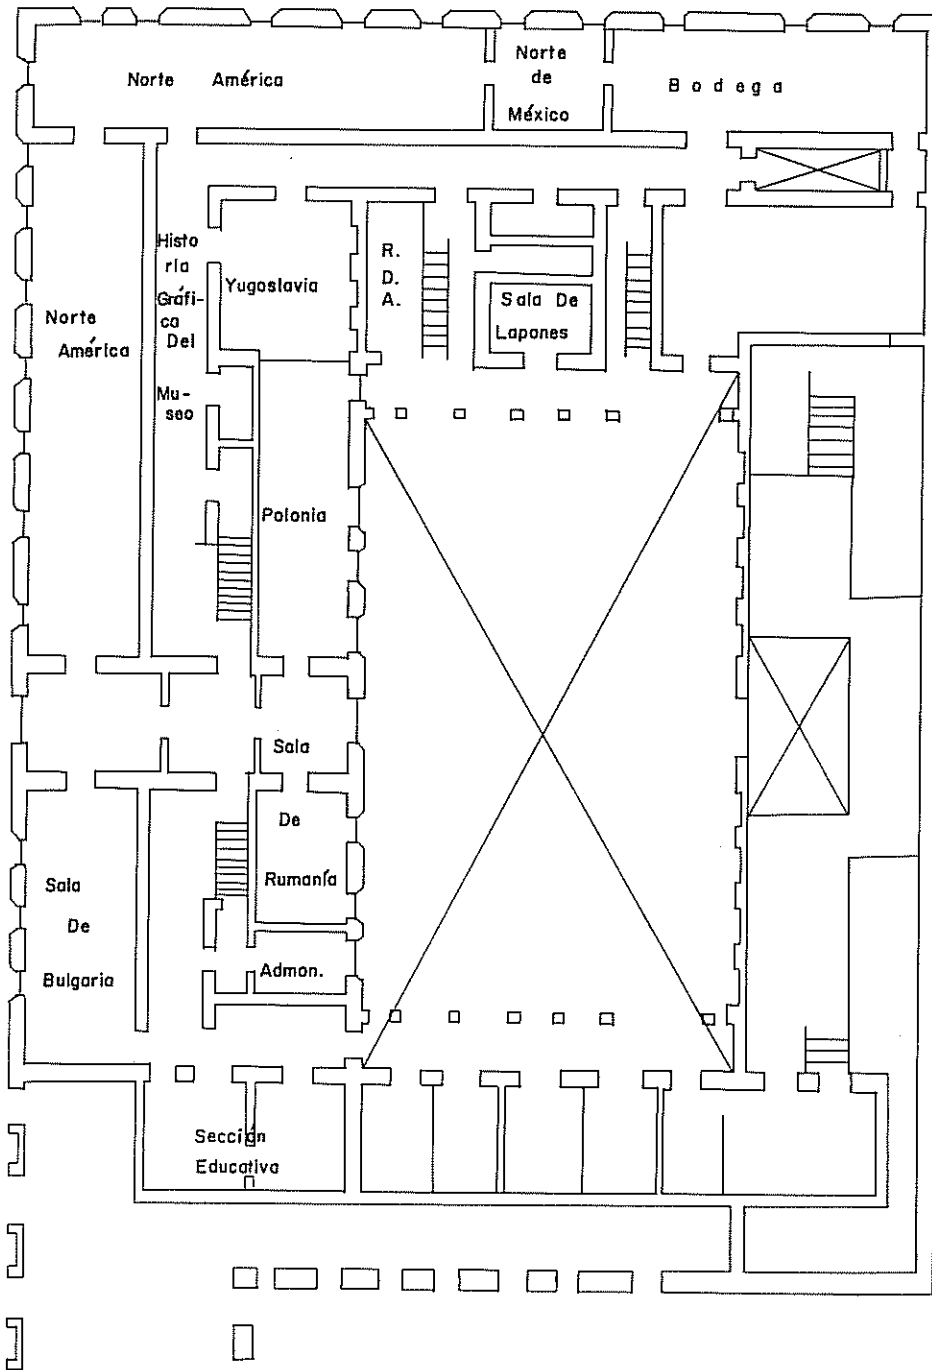 Norte América
Norte
de
México
Bodega
Histo
ria
Gráfi-
ca
Del
Mu-
seo
Yugoslavia
R.
D.
A.
Sala De
Lapones
Norte
América
Polonia
Sala
De
Rumanía
Sala
De
Bulgaria
Admon.
Sección
Educativa